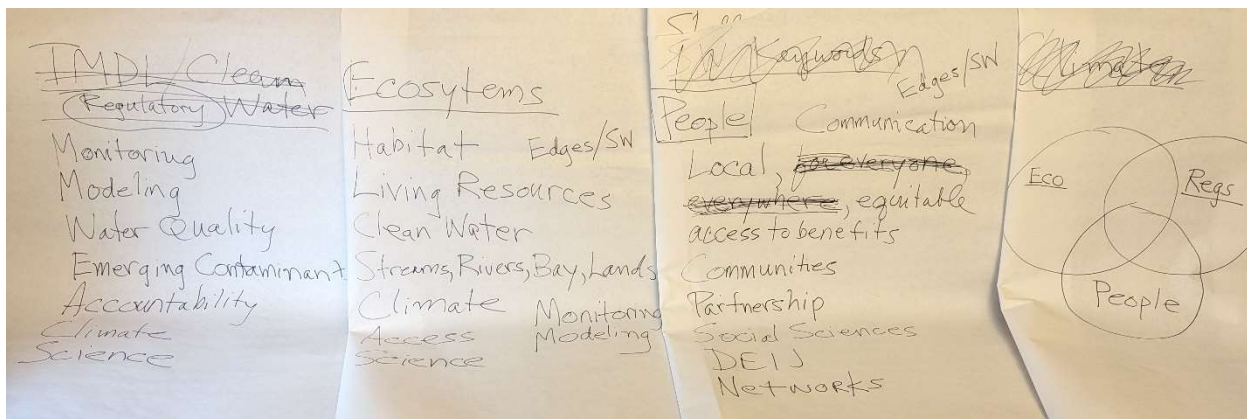 TMDL/Clean
Regulatory Water
Monitoring
Modeling
Water Quality
Emerging Contaminant
Accountability
Climate
Science
Ecosytems
Habitat Edges/SW
Living Resources
Clean Water
Streams, Rivers, Bay, Lands
Climate Monitoring
Access Modeling
Science
Keywords
Edges/SW
People Communication
Local, for everyone,
everywhere, equitable
access to benefits
Communities
Partnership
Social Sciences
DEIJ
Networks
Climate
Eco
Regs
People